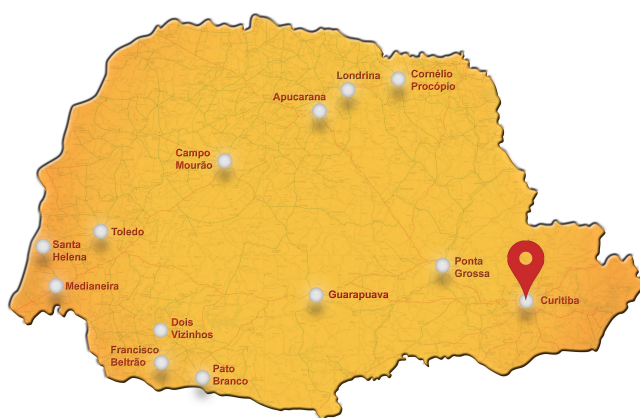 Londrina
Cornélio
Procópio
Apucarana
Campo
Mourão
Toledo
Santa
Helena
Medianeira
Ponta
Grossa
Guarapuava
Curitiba
Dois
Vizinhos
Francisco
Beltrão
Pato
Branco